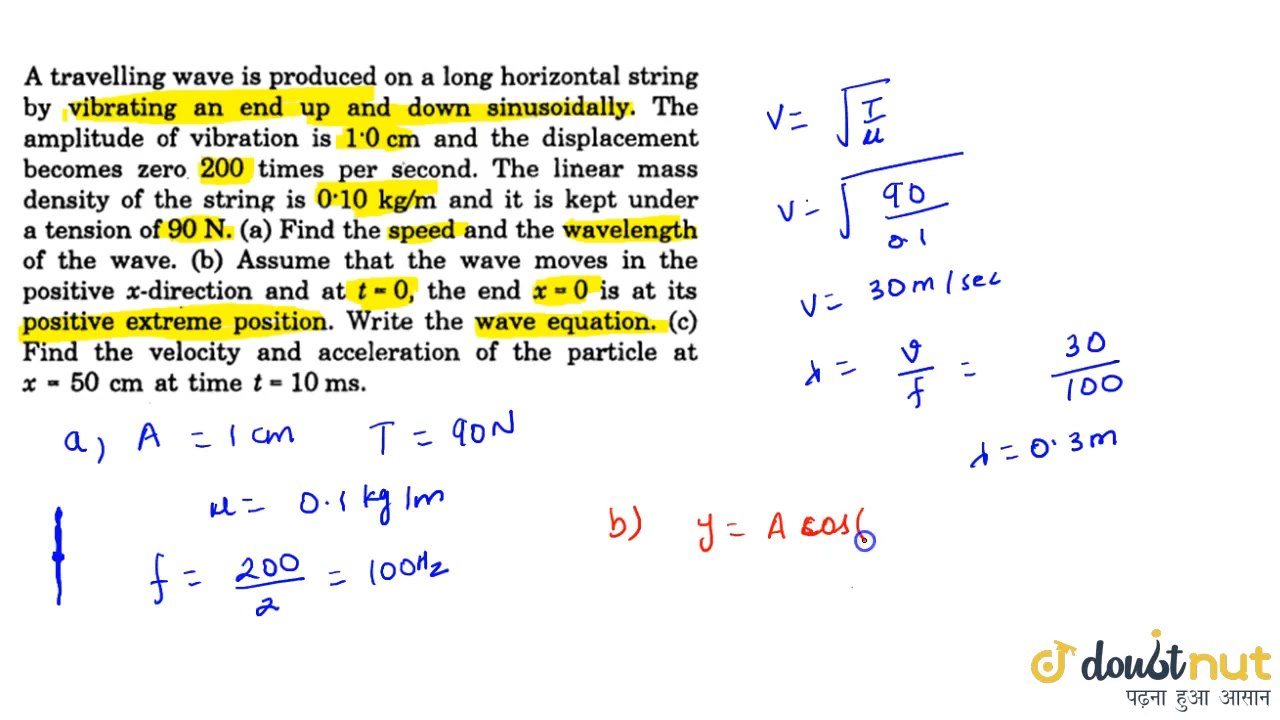 A travelling wave is produced on a long horizontal string
by vibrating an end up and down sinusoidally. The
amplitude of vibration is 1·0 cm and the displacement
becomes zero 200 times per second. The linear mass
density of the string is 0·10 kg/m and it is kept under
a tension of 90 N. (a) Find the speed and the wavelength
of the wave. (b) Assume that the wave moves in the
positive x-direction and at t = 0, the end x = 0 is at its
positive extreme position. Write the wave equation. (c)
Find the velocity and acceleration of the particle at
x = 50 cm at time t = 10 ms.
a) A = 1 cm T = 90N
μ = 0.1 kg/m
f = 200/2 = 100Hz
V = √T/μ
V = √90/0.1
V = 30m/sec
λ = v/f = 30/100
λ = 0.3m
b) y = A cos(
doubtnut
पढ़ना हुआ आसान